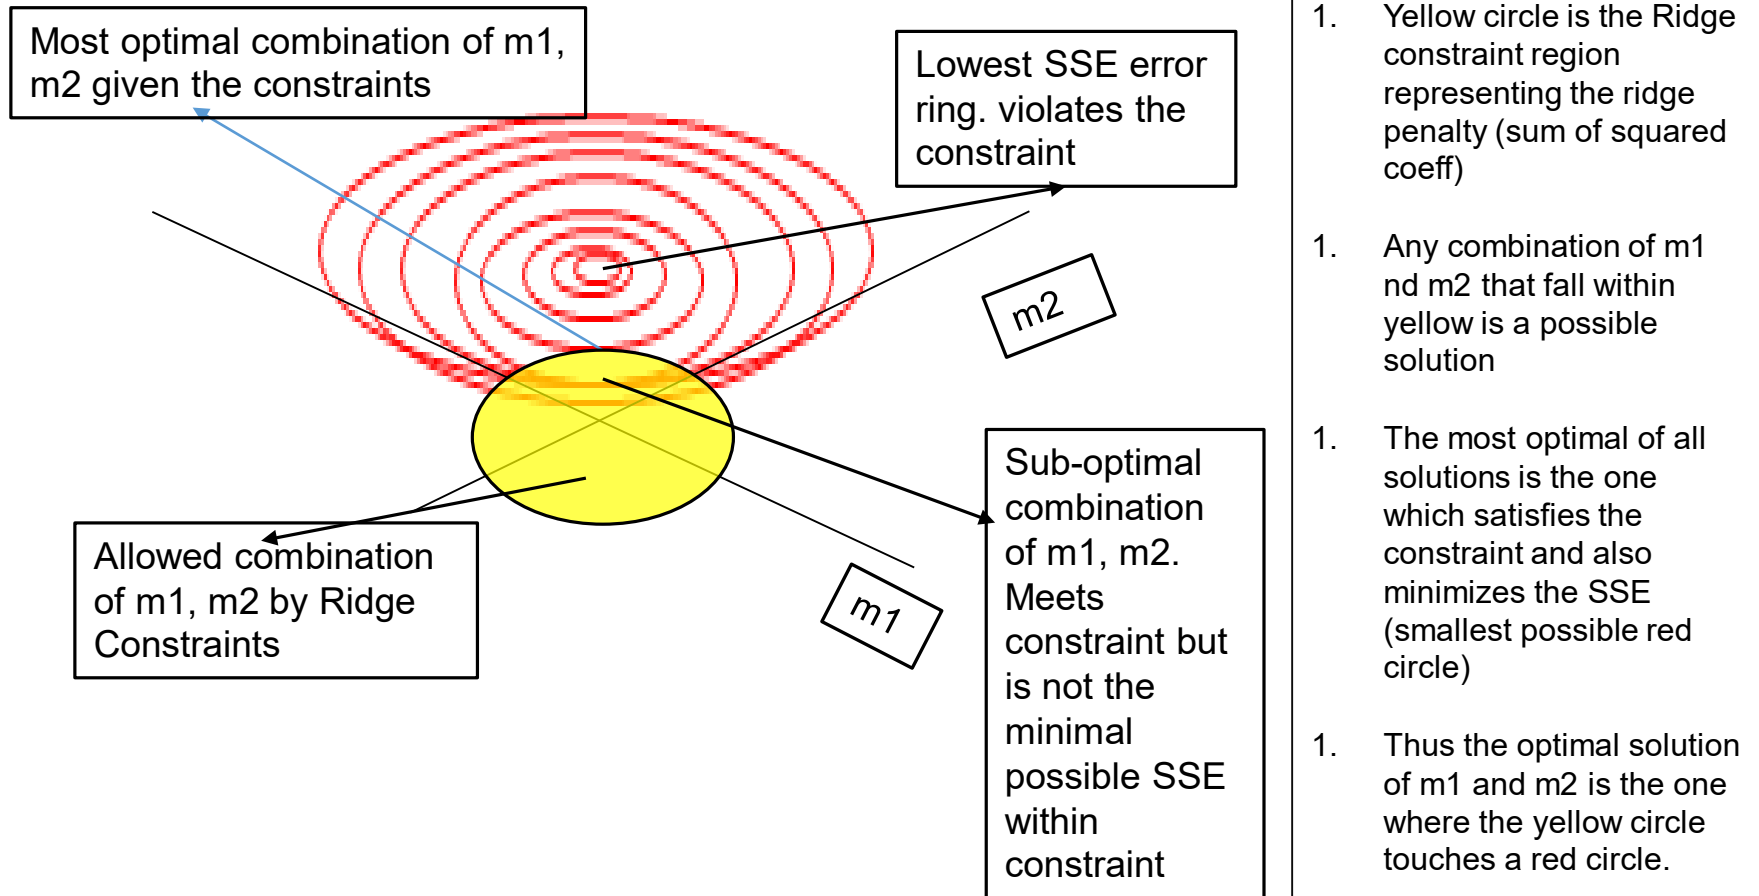 Most optimal combination of m1,
m2 given the constraints
Lowest SSE error
ring. violates the
constraint
m2
Allowed combination
of m1, m2 by Ridge
Constraints
m1
Sub-optimal
combination
of m1, m2.
Meets
constraint but
is not the
minimal
possible SSE
within
constraint
1. Yellow circle is the Ridge
constraint region
representing the ridge
penalty (sum of squared
coeff)
1. Any combination of m1
nd m2 that fall within
yellow is a possible
solution
1. The most optimal of all
solutions is the one
which satisfies the
constraint and also
minimizes the SSE
(smallest possible red
circle)
1. Thus the optimal solution
of m1 and m2 is the one
where the yellow circle
touches a red circle.